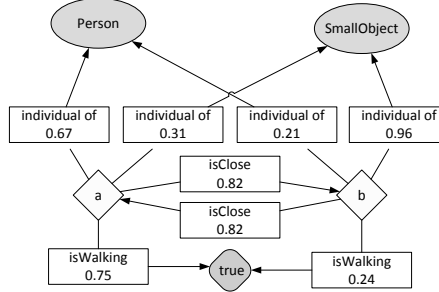 Person
SmallObject
individual of
0.67
individual of
0.31
individual of
0.21
individual of
0.96
isClose
0.82
a
b
isClose
0.82
isWalking
0.75
true
isWalking
0.24